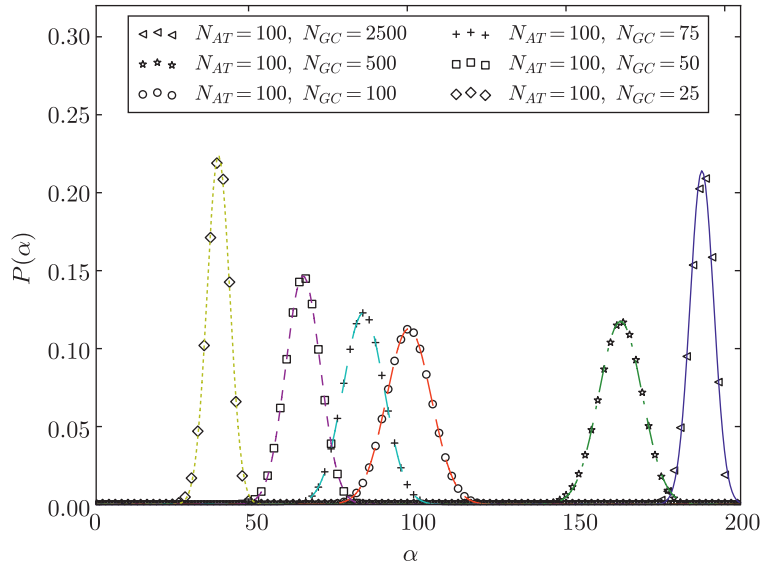 0.30
0.25
0.20
0.15
0.10
0.05
0.00
P(α)
N_{AT}=100, N_{GC}=2500
N_{AT}=100, N_{GC}=500
N_{AT}=100, N_{GC}=100
N_{AT}=100, N_{GC}=75
N_{AT}=100, N_{GC}=50
N_{AT}=100, N_{GC}=25
0 50 100 150 200
α